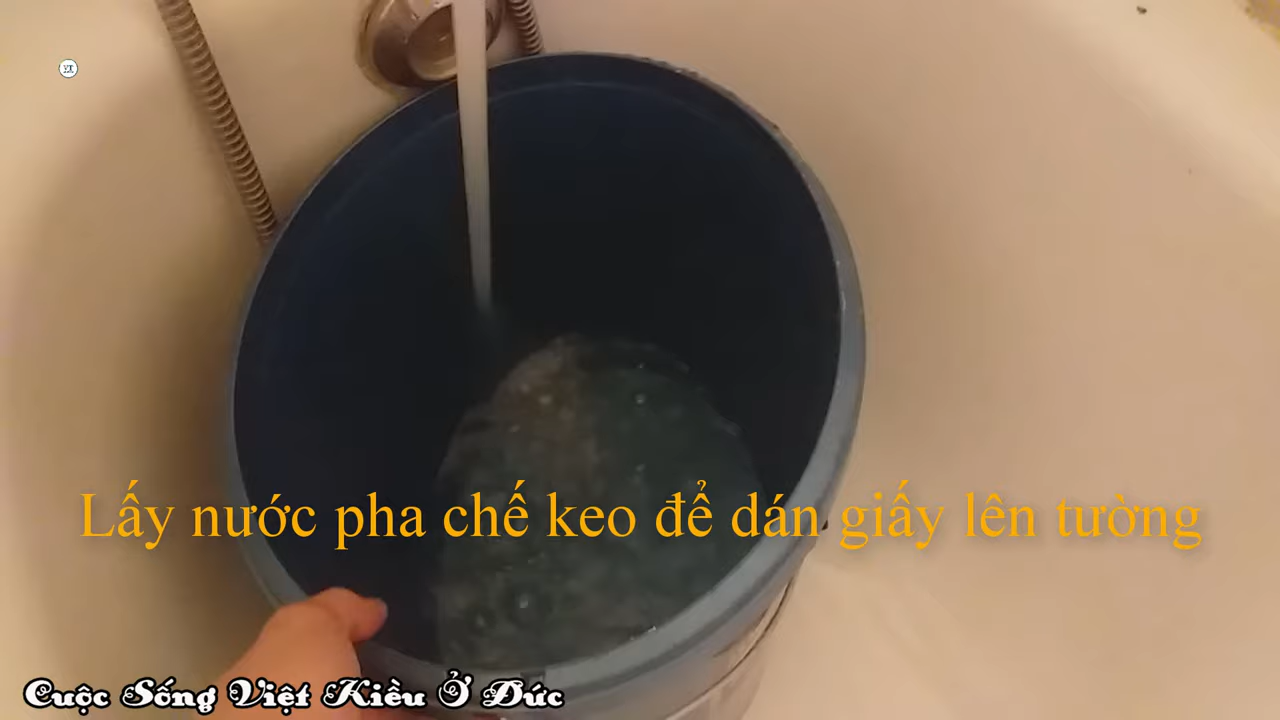 Lấy nước pha chế keo để dán giấy lên tường
Cuộc Sống Việt Kiều Ở Đức